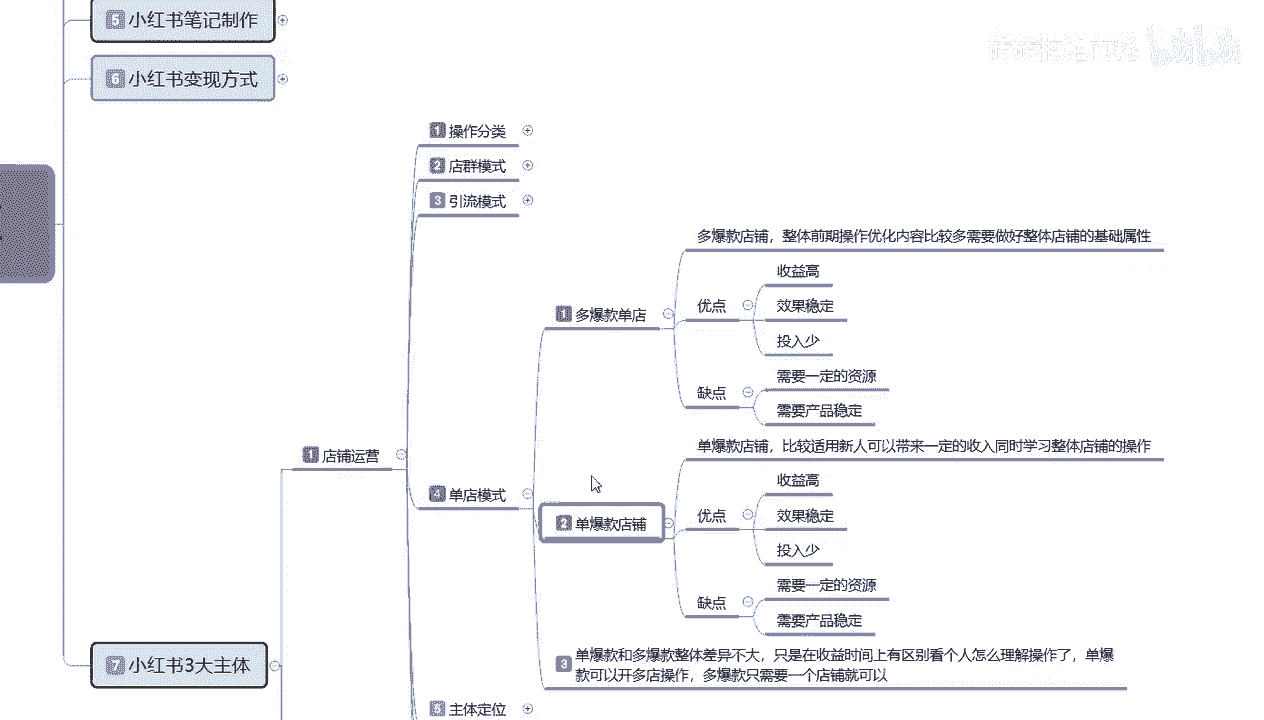 5 小红书笔记制作
6 小红书变现方式
1 操作分类
2 店群模式
3 引流模式
多爆款店铺，整体前期操作优化内容比较多需要做好整体店铺的基础属性
收益高
1 多爆款单店
优点
效果稳定
投入少
需要一定的资源
缺点
需要产品稳定
单爆款店铺，比较适用新人可以带来一定的收入同时学习整体店铺的操作
1 店铺运营
收益高
4 单店模式
2 单爆款店铺
优点
效果稳定
投入少
需要一定的资源
缺点
需要产品稳定
7 小红书3大主体
3 单爆款和多爆款整体差异不大，只是在收益时间上有区别看个人怎么理解操作了，单爆
款可以开多店操作，多爆款只需要一个店铺就可以
5 主体定位